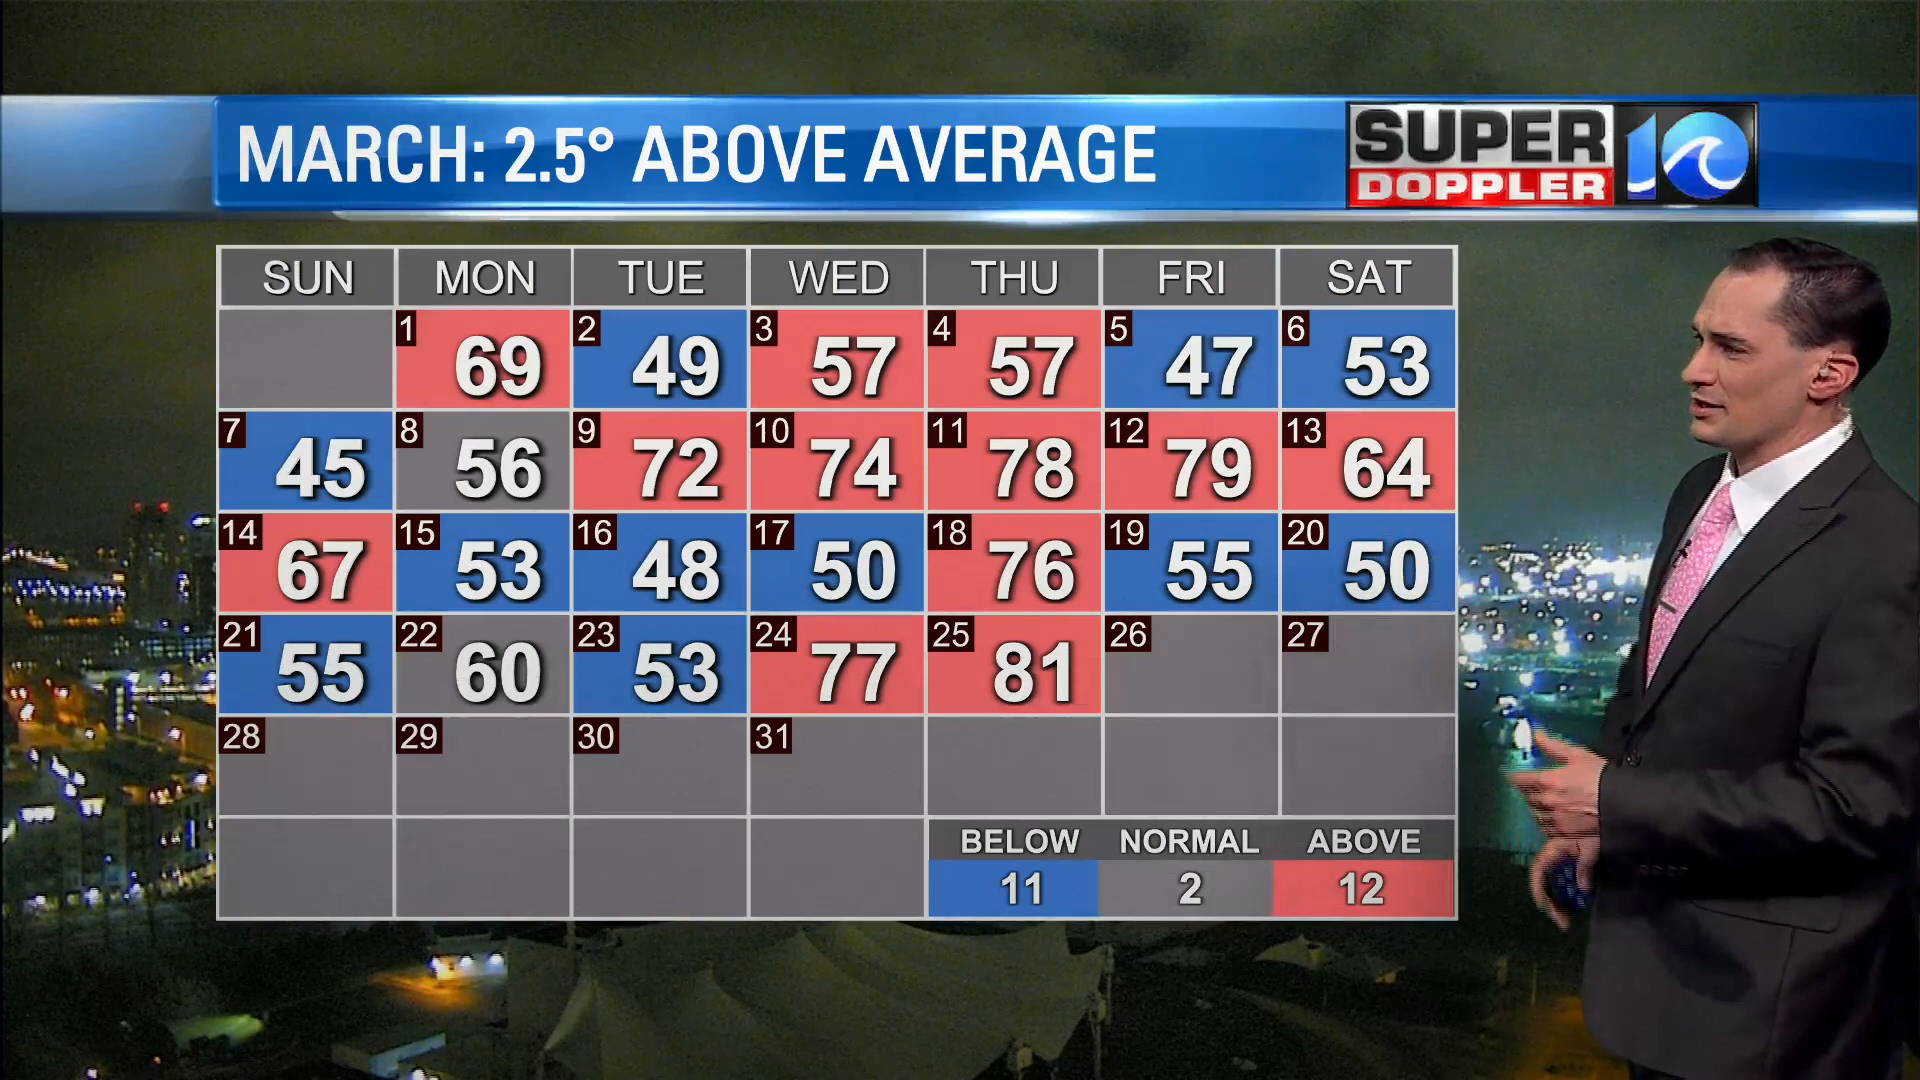 MARCH: 2.5° ABOVE AVERAGE
SUPER
DOPPLER 10
SUN MON TUE WED THU FRI SAT
1 69 2 49 3 57 4 57 5 47 6 53
7 45 8 56 9 72 10 74 11 78 12 79 13 64
14 67 15 53 16 48 17 50 18 76 19 55 20 50
21 55 22 60 23 53 24 77 25 81 26 27
28 29 30 31
BELOW NORMAL ABOVE
11 2 12